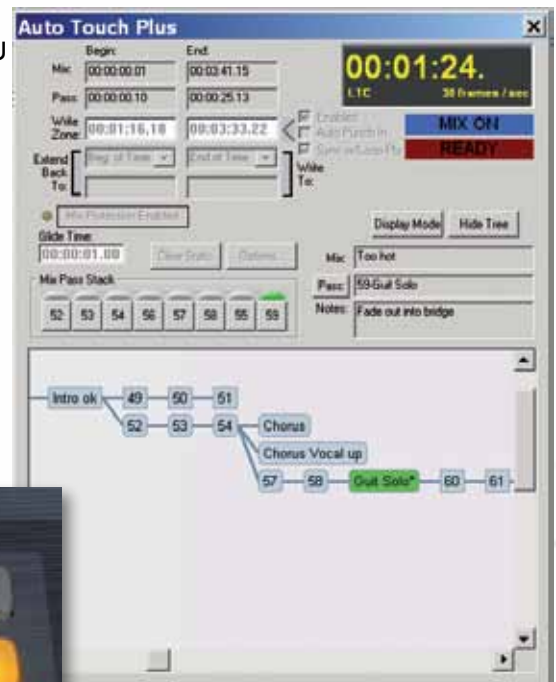 Auto Touch Plus
Begin: End:
Mix: 00:00:00.01 00:03:41.15
Pass: 00:00:00.10 00:00:25.13
Write Zone: 00:01:16.18 00:03:33.22
Enabled
Auto Punch In
Extend Back To:
Beg. of Time End of Time
Write To:
00:01:24.
LTC 30 frames / sec
MIX ON
READY
Mix Protection Enabled
Display Mode Hide Tree
Glide Time:
00:00:01.00
Clear Static Options...
Mix: Too hot
Pass: 59-Guit Solo
Notes: Fade out into bridge
Mix Pass Stack
52 53 54 56 57 58 55 59
Intro ok 49 50 51
52 53 54 Chorus
Chorus Vocal up
57 58 Guit Solo* 60 61